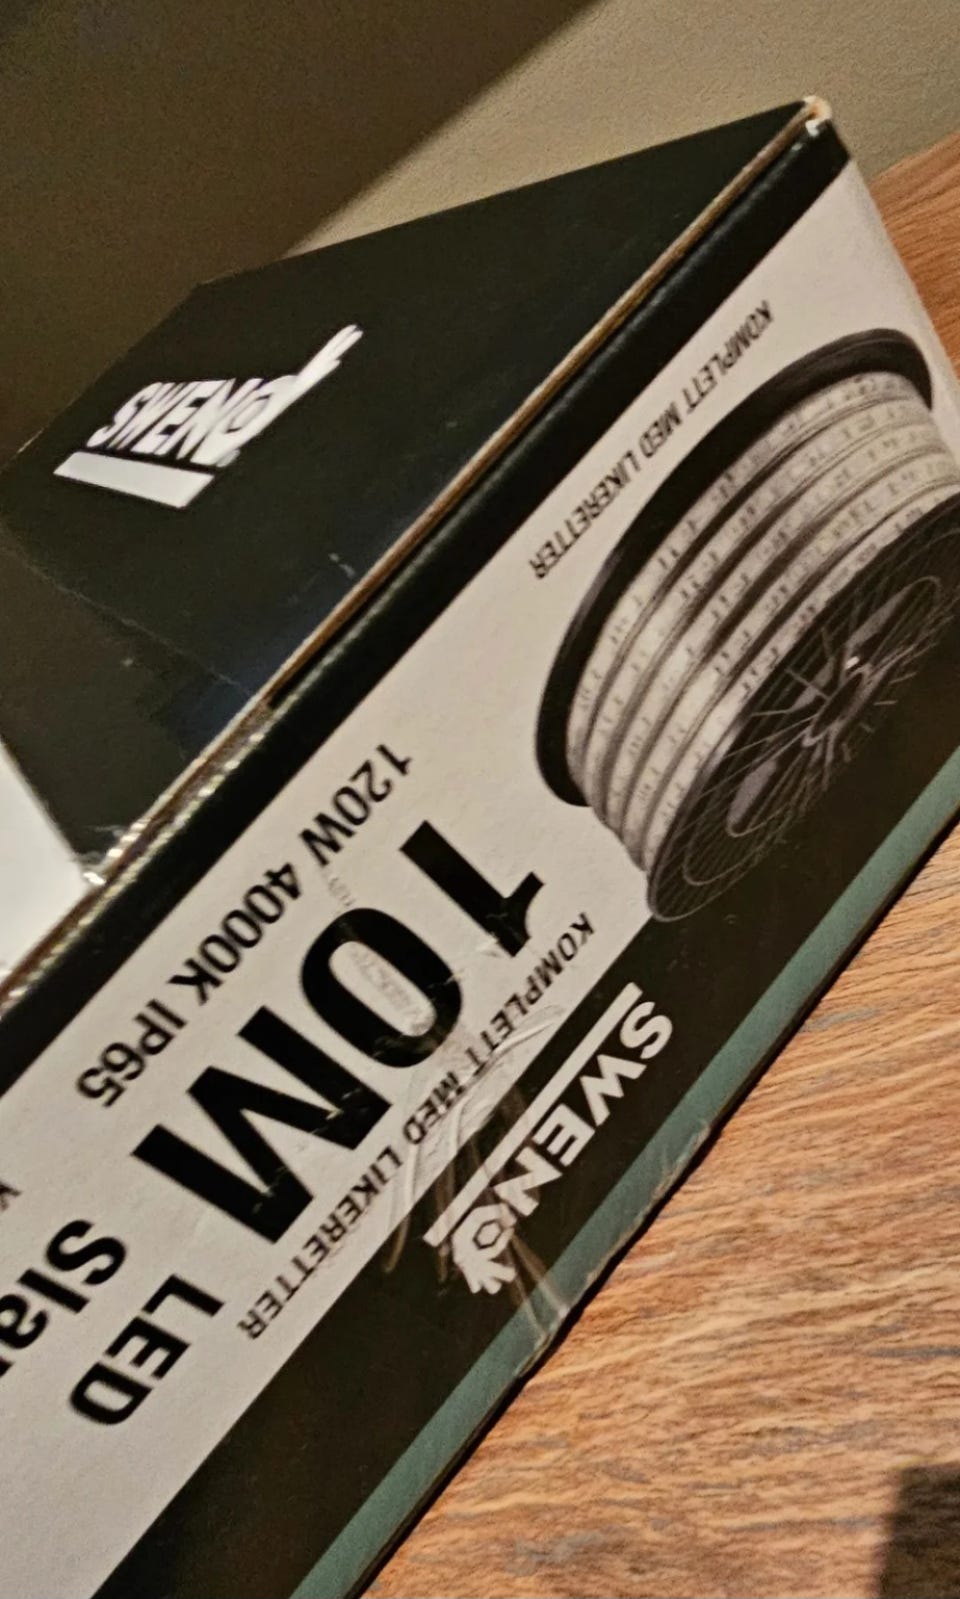 SWENO
KOMPLETT MED LIKERETTER
SWENO
KOMPLETT MED LIKERETTER
10M LED
120W 4000K IP65